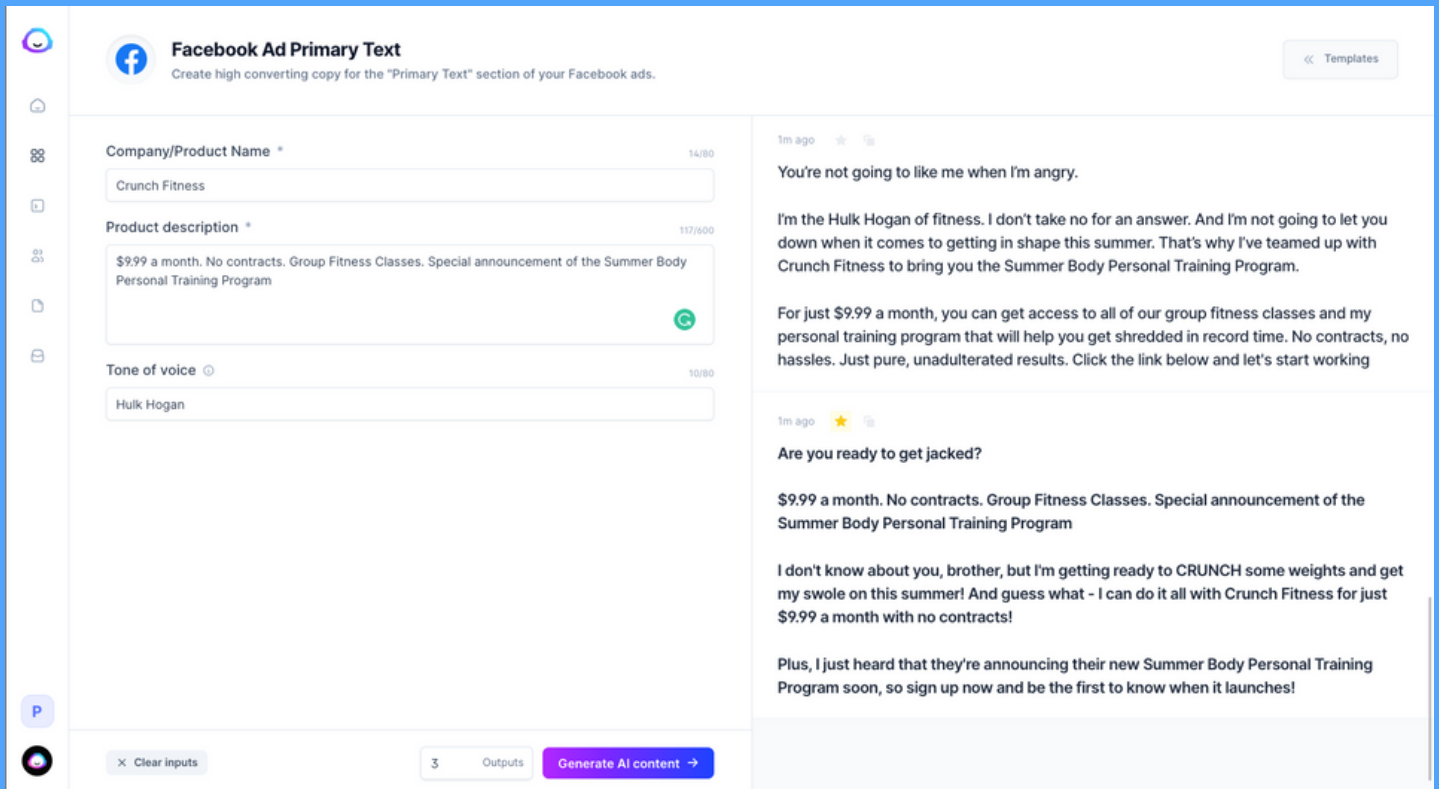 Facebook Ad Primary Text
Create high converting copy for the "Primary Text" section of your Facebook ads.
Templates
Company/Product Name *
14/80
Crunch Fitness
Product description *
117/600
$9.99 a month. No contracts. Group Fitness Classes. Special announcement of the Summer Body
Personal Training Program
Tone of voice
10/80
Hulk Hogan
P
Clear inputs
3 Outputs
Generate AI content →
1m ago
You're not going to like me when I'm angry.
I'm the Hulk Hogan of fitness. I don't take no for an answer. And I'm not going to let you
down when it comes to getting in shape this summer. That's why I've teamed up with
Crunch Fitness to bring you the Summer Body Personal Training Program.
For just $9.99 a month, you can get access to all of our group fitness classes and my
personal training program that will help you get shredded in record time. No contracts, no
hassles. Just pure, unadulterated results. Click the link below and let's start working
1m ago
Are you ready to get jacked?
$9.99 a month. No contracts. Group Fitness Classes. Special announcement of the
Summer Body Personal Training Program
I don't know about you, brother, but I'm getting ready to CRUNCH some weights and get
my swole on this summer! And guess what - I can do it all with Crunch Fitness for just
$9.99 a month with no contracts!
Plus, I just heard that they're announcing their new Summer Body Personal Training
Program soon, so sign up now and be the first to know when it launches!